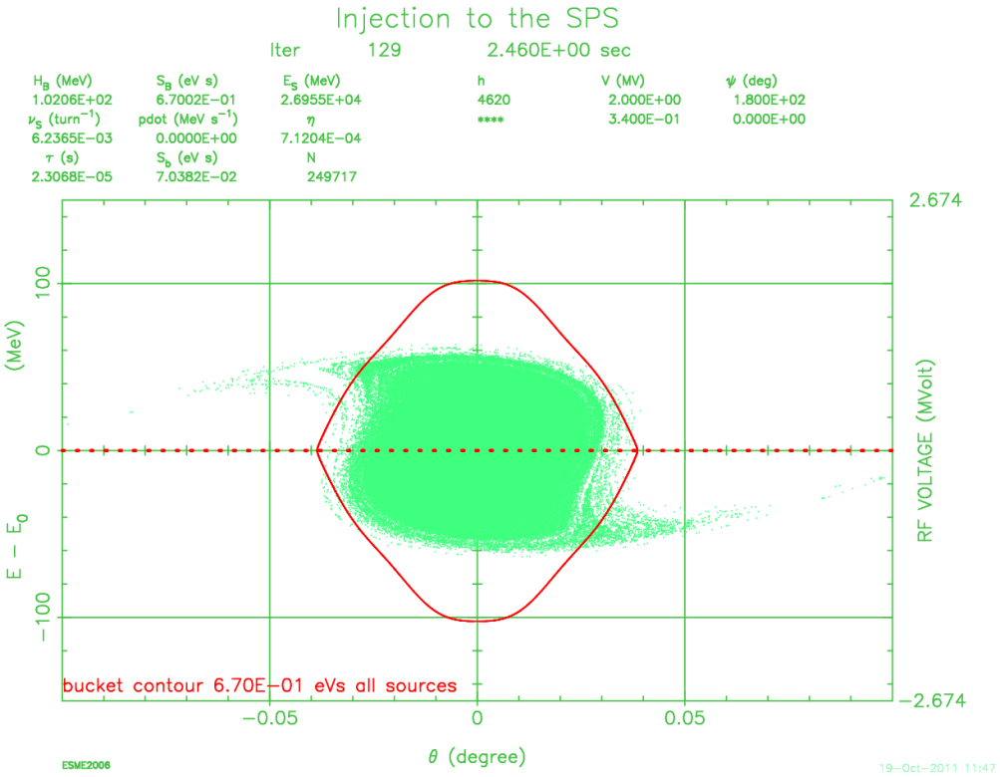 Injection to the SPS
Iter 129 2.460E+00 sec
H_B (MeV) S_B (eV s) E_S (MeV) h V (MV) ψ (deg)
1.0206E+02 6.7002E-01 2.6955E+04 4620 2.000E+00 1.800E+02
ν_S (turn⁻¹) pdot (MeV s⁻¹) η **** 3.400E-01 0.000E+00
6.2365E-03 0.0000E+00 7.1204E-04
τ (s) S_b (eV s) N
2.3068E-05 7.0382E-02 249717
2.674
100
0
-100
E - E_0 (MeV)
RF VOLTAGE (MVolt)
bucket contour 6.70E-01 eVs all sources
-2.674
-0.05 0 0.05
θ (degree)
ESME2006
19-Oct-2011 11:47